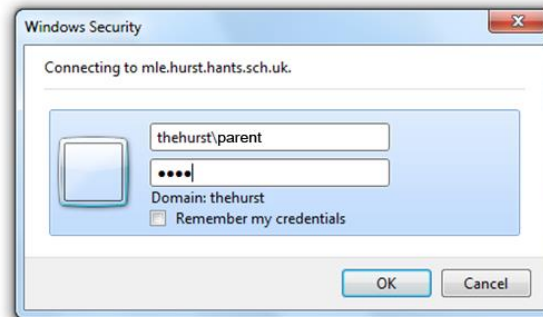 Windows Security
Connecting to mle.hurst.hants.sch.uk.
thehurst\parent
••••
Domain: thehurst
Remember my credentials
OK
Cancel